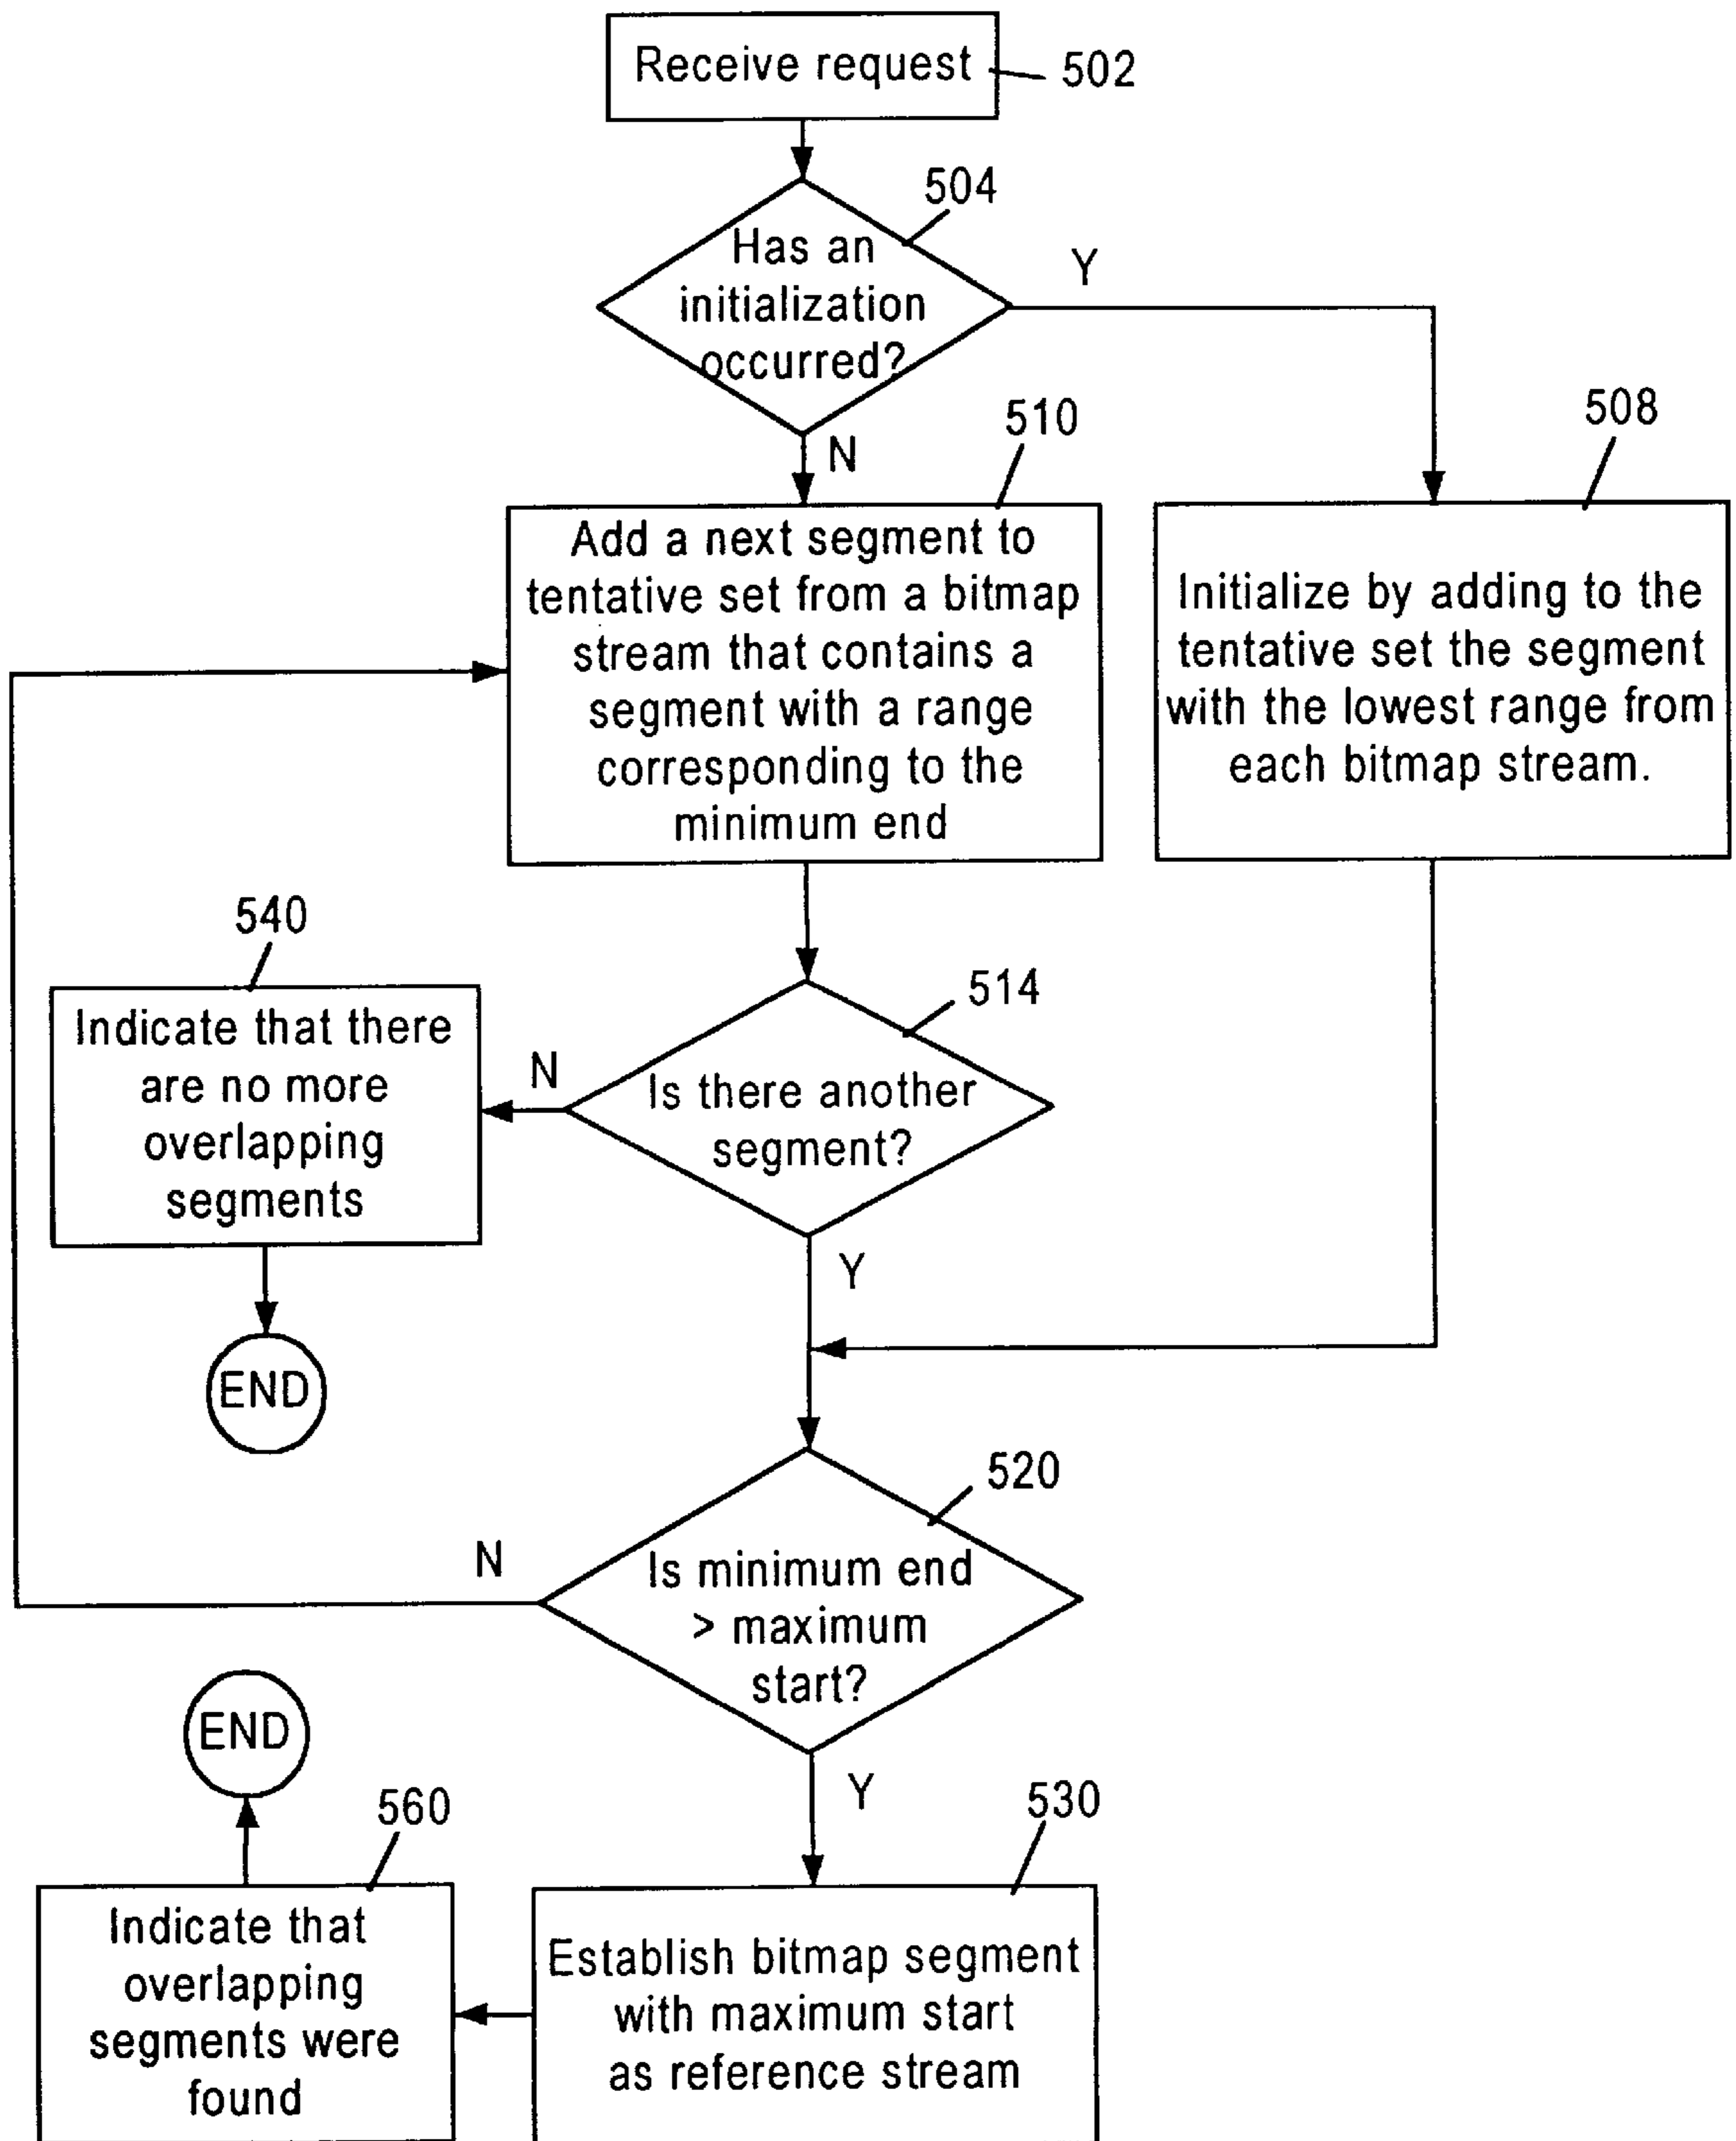 Receive request
502
504
Has an
initialization
occurred?
Y
N
510
508
Add a next segment to
tentative set from a bitmap
stream that contains a
segment with a range
corresponding to the
minimum end
Initialize by adding to the
tentative set the segment
with the lowest range from
each bitmap stream.
540
Indicate that there
are no more
overlapping
segments
514
N
Is there another
segment?
Y
END
520
N
Is minimum end
> maximum
start?
END
Y
560
530
Indicate that
overlapping
segments were
found
Establish bitmap segment
with maximum start
as reference stream